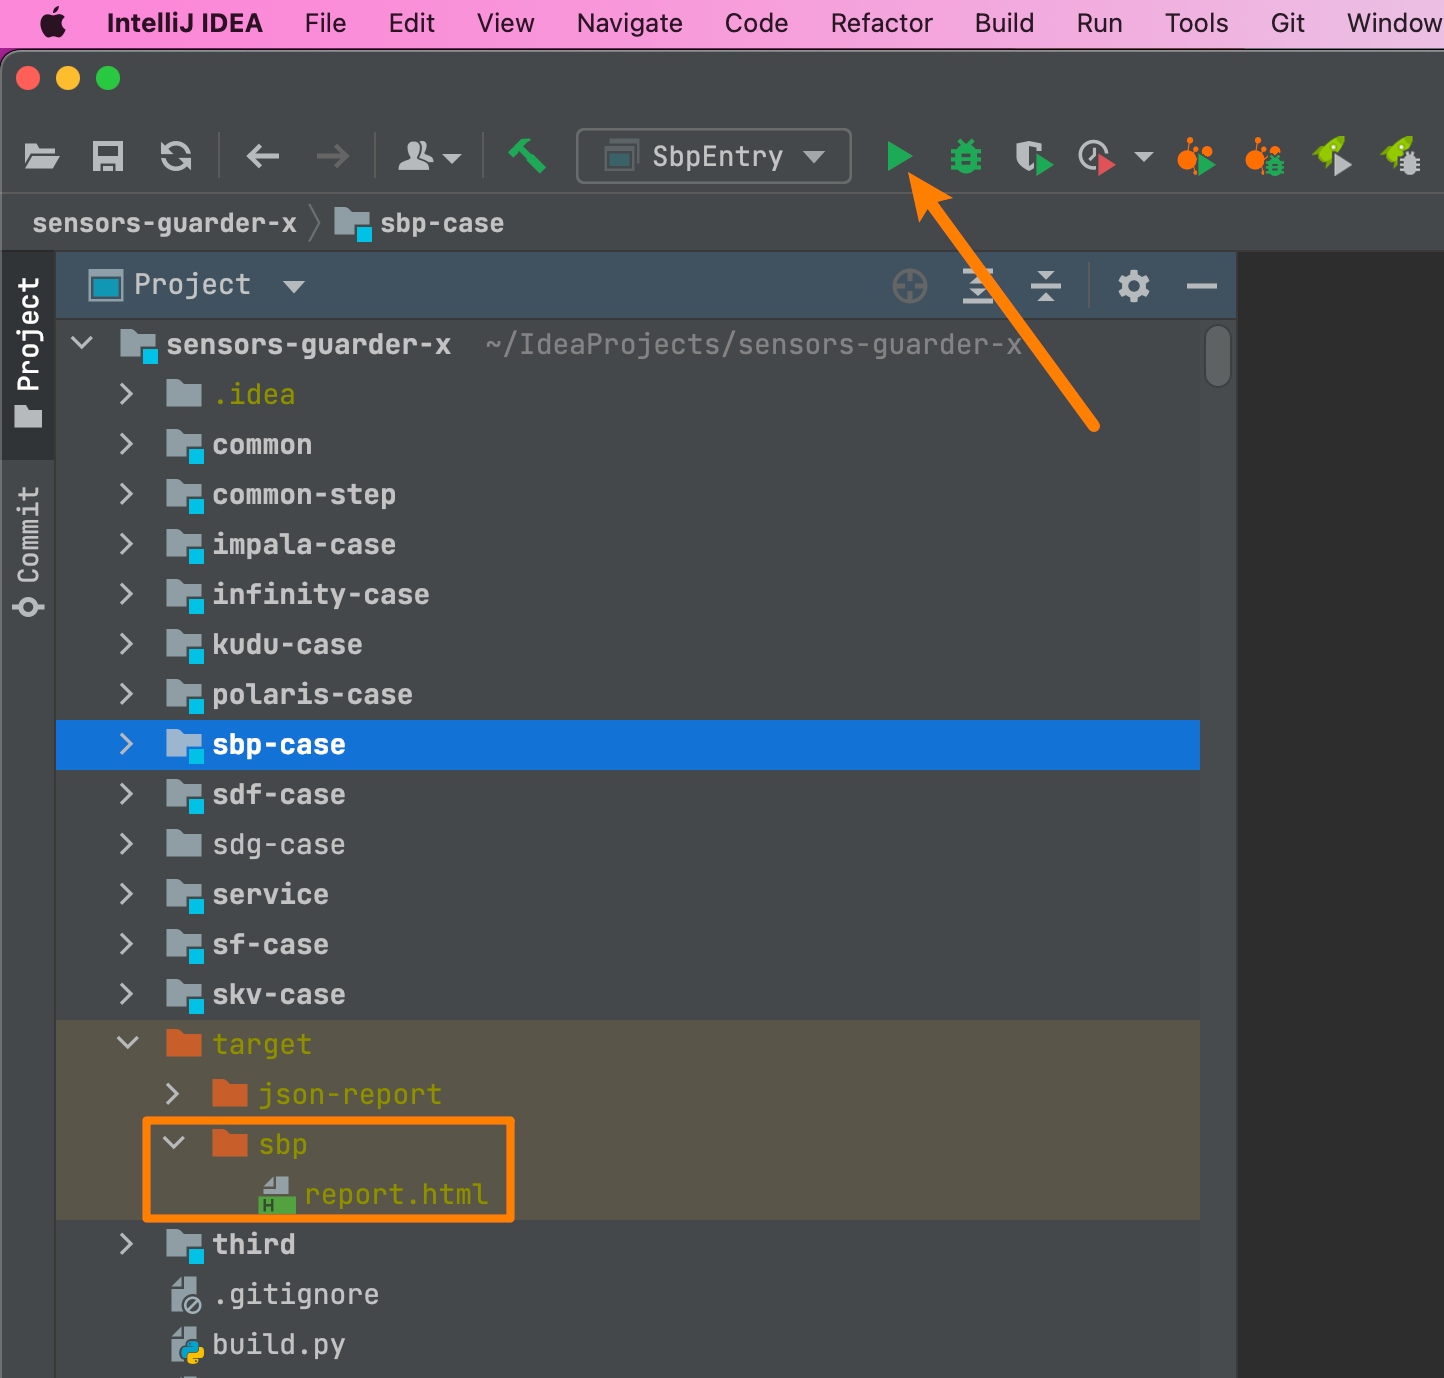 IntelliJ IDEA File Edit View Navigate Code Refactor Build Run Tools Git Window
SbpEntry
sensors-guarder-x sbp-case
Project
Project
Commit
sensors-guarder-x ~/IdeaProjects/sensors-guarder-x
.idea
common
common-step
impala-case
infinity-case
kudu-case
polaris-case
sbp-case
sdf-case
sdg-case
service
sf-case
skv-case
target
json-report
sbp
H report.html
third
.gitignore
build.py